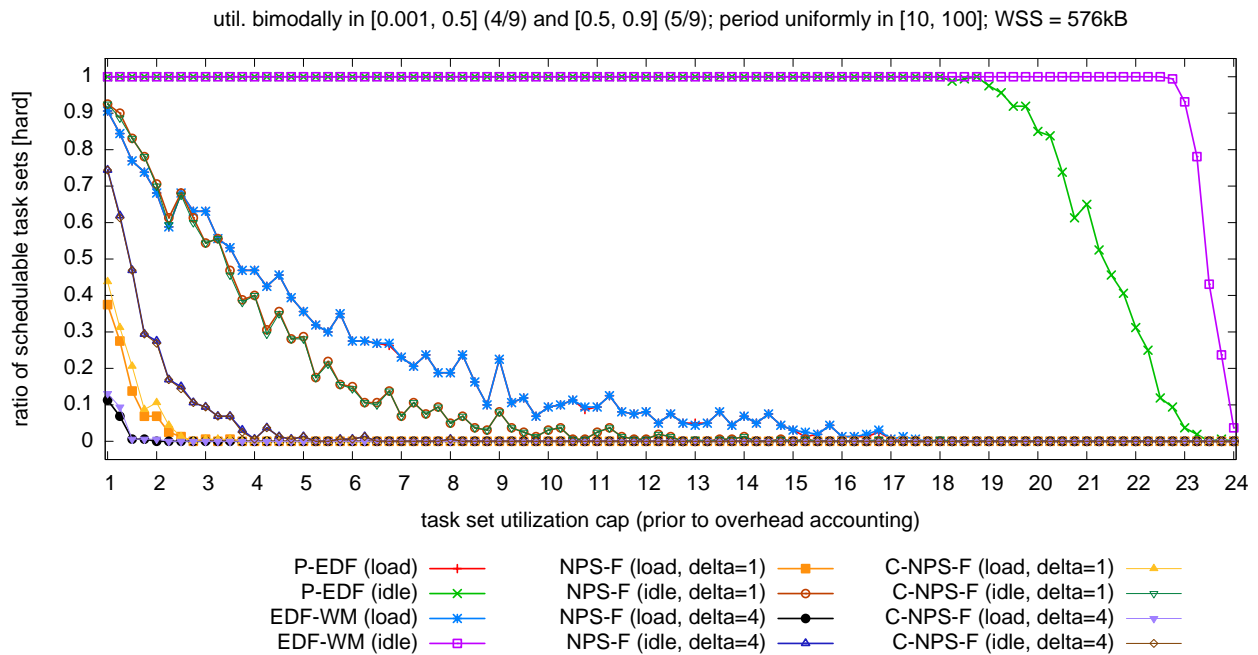 util. bimodally in [0.001, 0.5] (4/9) and [0.5, 0.9] (5/9); period uniformly in [10, 100]; WSS = 576kB
ratio of schedulable task sets [hard]
1
0.9
0.8
0.7
0.6
0.5
0.4
0.3
0.2
0.1
0
1 2 3 4 5 6 7 8 9 10 11 12 13 14 15 16 17 18 19 20 21 22 23 24
task set utilization cap (prior to overhead accounting)
P-EDF (load) NPS-F (load, delta=1) C-NPS-F (load, delta=1)
P-EDF (idle) NPS-F (idle, delta=1) C-NPS-F (idle, delta=1)
EDF-WM (load) NPS-F (load, delta=4) C-NPS-F (load, delta=4)
EDF-WM (idle) NPS-F (idle, delta=4) C-NPS-F (idle, delta=4)